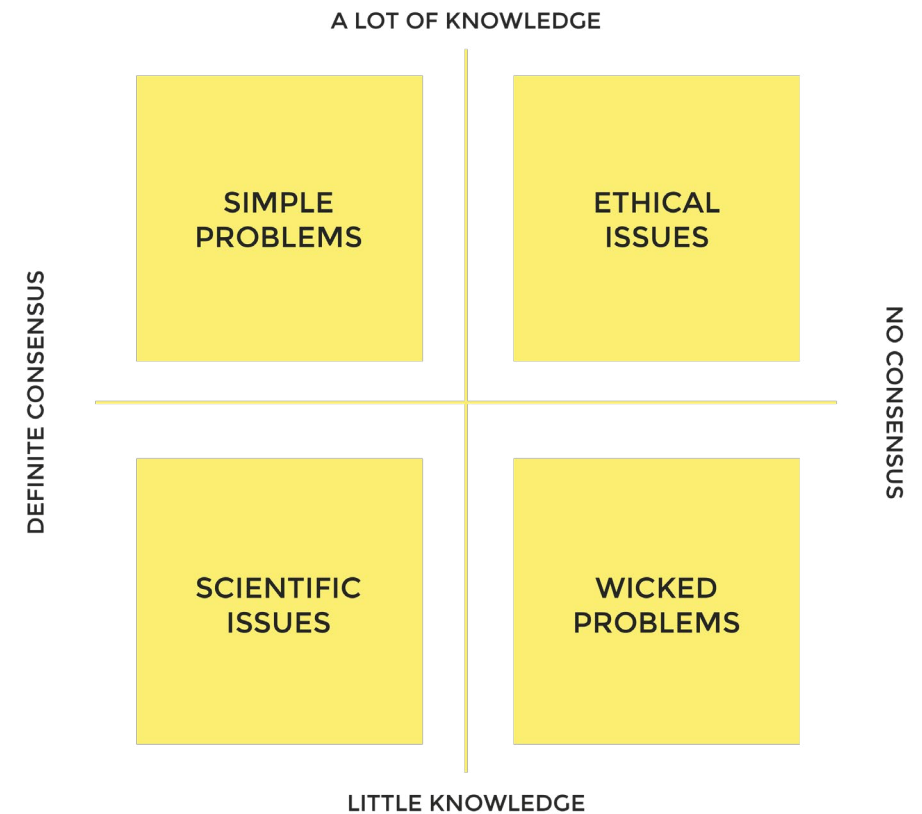 A LOT OF KNOWLEDGE
SIMPLE
PROBLEMS
ETHICAL
ISSUES
DEFINITE CONSENSUS
NO CONSENSUS
SCIENTIFIC
ISSUES
WICKED
PROBLEMS
LITTLE KNOWLEDGE